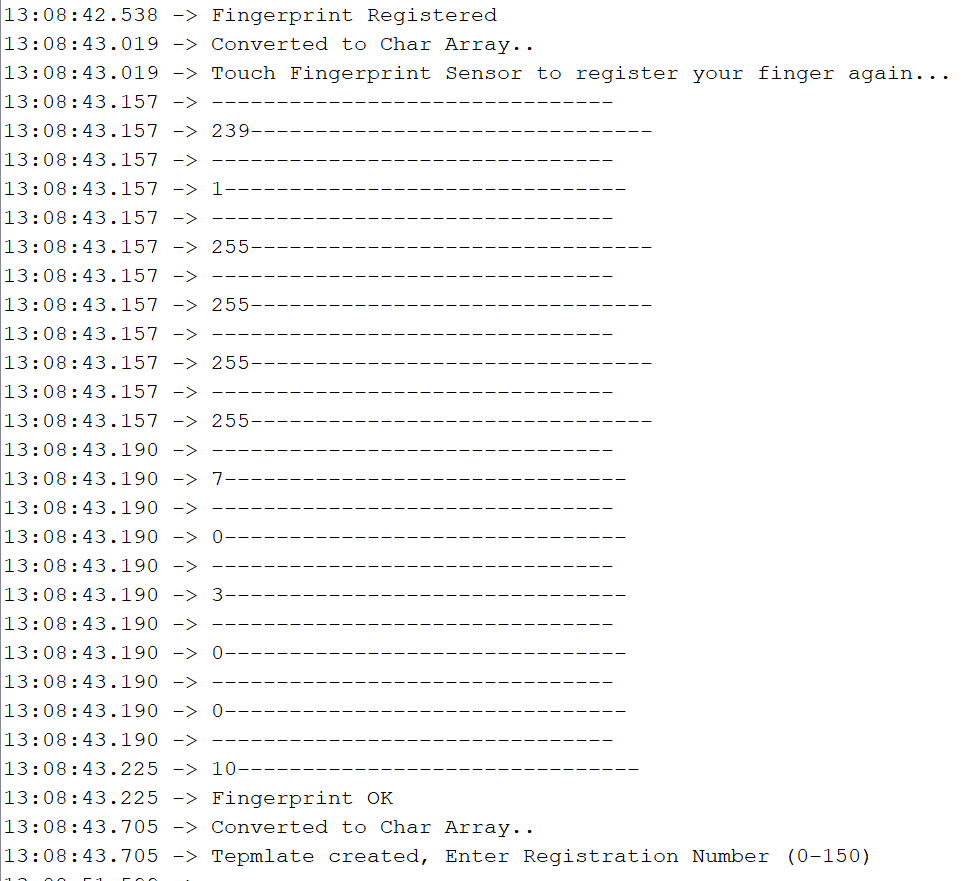 13:08:42.538 -> Fingerprint Registered
13:08:43.019 -> Converted to Char Array..
13:08:43.019 -> Touch Fingerprint Sensor to register your finger again...
13:08:43.157 -> -------------------------------
13:08:43.157 -> 239-------------------------------
13:08:43.157 -> -------------------------------
13:08:43.157 -> 1-------------------------------
13:08:43.157 -> -------------------------------
13:08:43.157 -> 255-------------------------------
13:08:43.157 -> -------------------------------
13:08:43.157 -> 255-------------------------------
13:08:43.157 -> -------------------------------
13:08:43.157 -> 255-------------------------------
13:08:43.157 -> -------------------------------
13:08:43.157 -> 255-------------------------------
13:08:43.190 -> -------------------------------
13:08:43.190 -> 7-------------------------------
13:08:43.190 -> -------------------------------
13:08:43.190 -> 0-------------------------------
13:08:43.190 -> -------------------------------
13:08:43.190 -> 3-------------------------------
13:08:43.190 -> -------------------------------
13:08:43.190 -> 0-------------------------------
13:08:43.190 -> -------------------------------
13:08:43.190 -> 0-------------------------------
13:08:43.190 -> -------------------------------
13:08:43.225 -> 10-------------------------------
13:08:43.225 -> Fingerprint OK
13:08:43.705 -> Converted to Char Array..
13:08:43.705 -> Tepmlate created, Enter Registration Number (0-150)